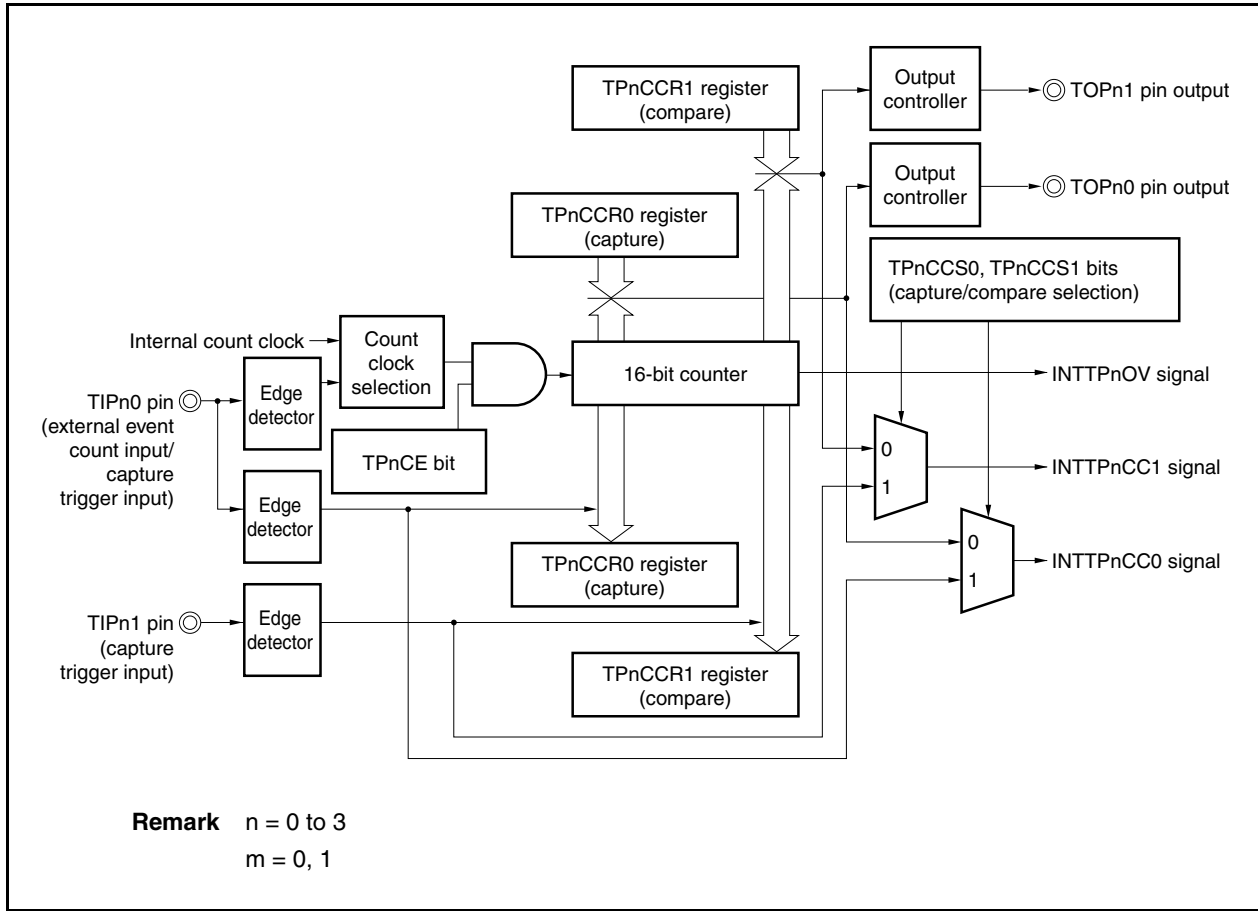 TPnCCR1 register
(compare)
Output
controller
TOPn1 pin output
Output
controller
TOPn0 pin output
TPnCCR0 register
(capture)
TPnCCS0, TPnCCS1 bits
(capture/compare selection)
Internal count clock
Count
clock
selection
16-bit counter
INTTPnOV signal
TIPn0 pin
(external event
count input/
capture
trigger input)
Edge
detector
TPnCE bit
0
1
INTTPnCC1 signal
Edge
detector
0
1
INTTPnCC0 signal
TPnCCR0 register
(capture)
TIPn1 pin
(capture
trigger input)
Edge
detector
TPnCCR1 register
(compare)
Remark n = 0 to 3
m = 0, 1